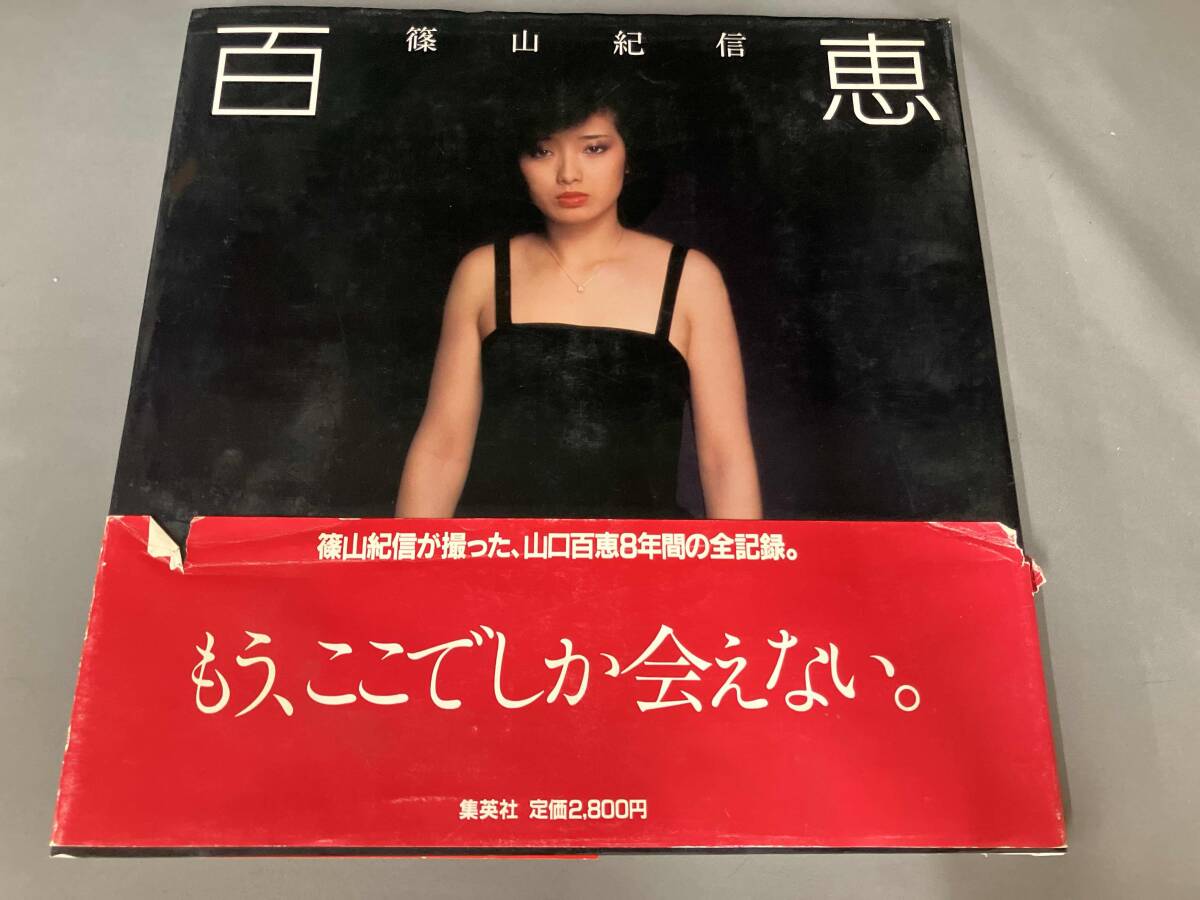 百恵
篠山紀信
篠山紀信が撮った、山口百恵8年間の全記録。
もう、ここでしか会えない。
集英社 定価2,800円